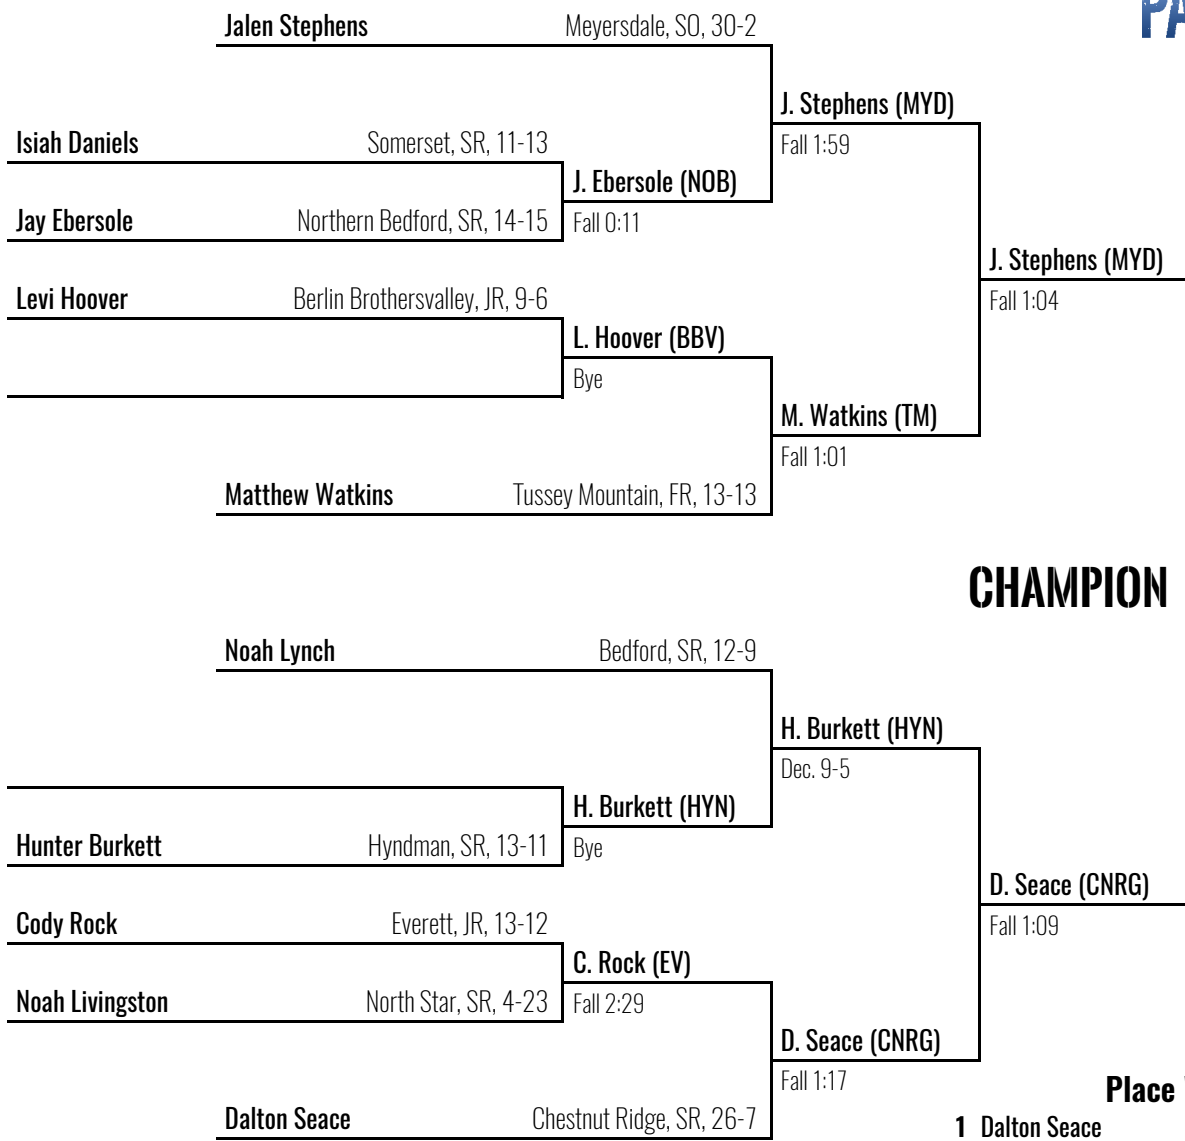 PA
Jalen Stephens Meyersdale, SO, 30-2
J. Stephens (MYD)
Isiah Daniels Somerset, SR, 11-13
Fall 1:59
J. Ebersole (NOB)
Jay Ebersole Northern Bedford, SR, 14-15
Fall 0:11
J. Stephens (MYD)
Levi Hoover Berlin Brothersvalley, JR, 9-6
Fall 1:04
L. Hoover (BBV)
Bye
M. Watkins (TM)
Fall 1:01
Matthew Watkins Tussey Mountain, FR, 13-13
CHAMPION
Noah Lynch Bedford, SR, 12-9
H. Burkett (HYN)
Dec. 9-5
H. Burkett (HYN)
Hunter Burkett Hyndman, SR, 13-11
Bye
D. Seace (CNRG)
Cody Rock Everett, JR, 13-12
Fall 1:09
C. Rock (EV)
Noah Livingston North Star, SR, 4-23
Fall 2:29
D. Seace (CNRG)
Fall 1:17
Place
Dalton Seace Chestnut Ridge, SR, 26-7
1 Dalton Seace